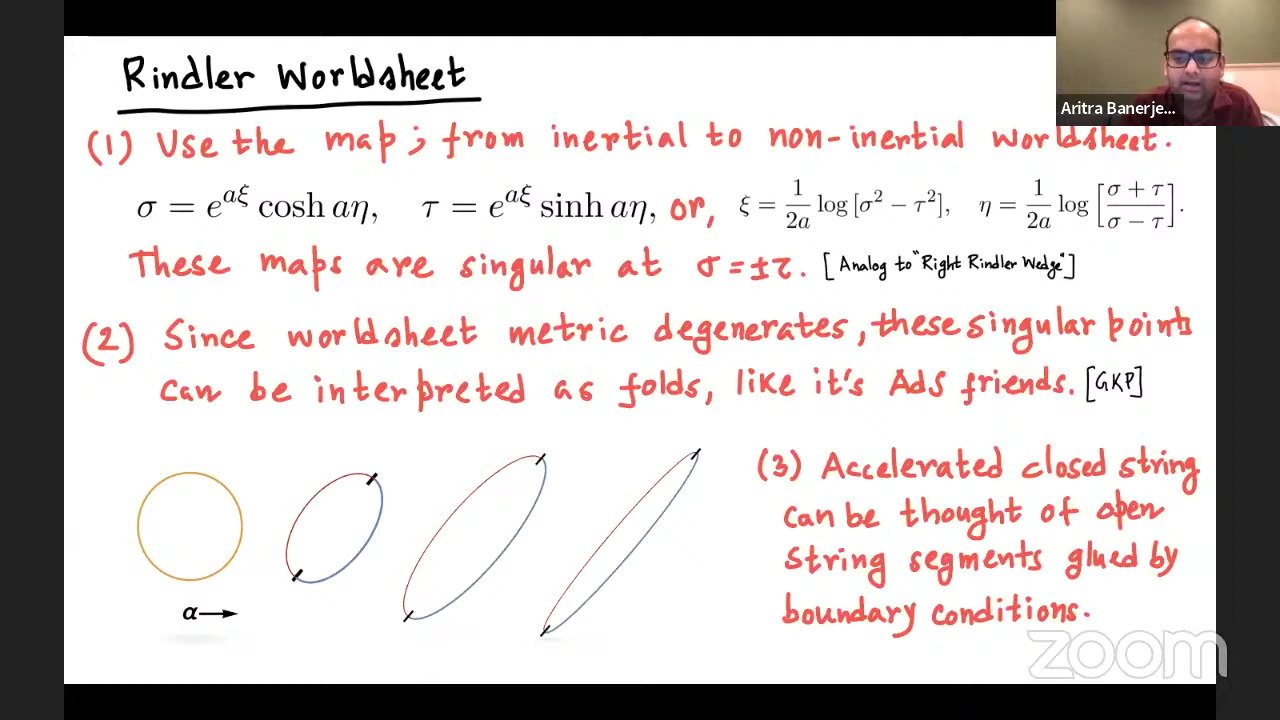 Rindler Worldsheet
Aritra Banerje...
(1) Use the map; from inertial to non-inertial worldsheet.
σ = e^{aξ} cosh aη, τ = e^{aξ} sinh aη, or, ξ = \frac{1}{2a} log [σ² − τ²], η = \frac{1}{2a} log [\frac{σ + τ}{σ − τ}].
These maps are singular at σ = ±τ. [Analog to "Right Rindler Wedge"]
(2) Since worldsheet metric degenerates, these singular points
can be interpreted as folds, like it's AdS friends. [GKP]
(3) Accelerated closed string
can be thought of open
string segments glued by
boundary conditions.
α→
zoom